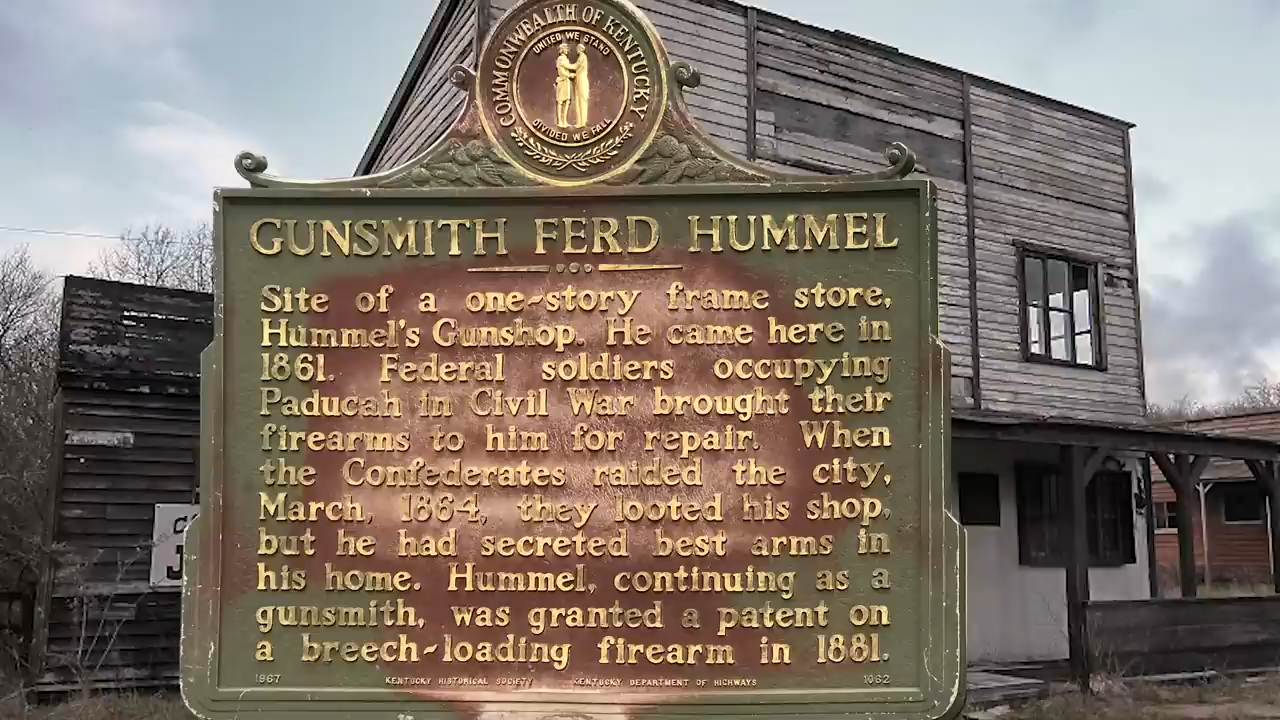 COMMONWEALTH OF KENTUCKY
UNITED WE STAND
DIVIDED WE FALL
GUNSMITH FERD HUMMEL
Site of a one-story frame store,
Hummel's Gunshop. He came here in
1861. Federal soldiers occupying
Paducah in Civil War brought their
firearms to him for repair. When
the Confederates raided the city,
March, 1864, they looted his shop,
but he had secreted best arms in
his home. Hummel, continuing as a
gunsmith, was granted a patent on
a breech-loading firearm in 1881.
1967 KENTUCKY HISTORICAL SOCIETY KENTUCKY DEPARTMENT OF HIGHWAYS 1062